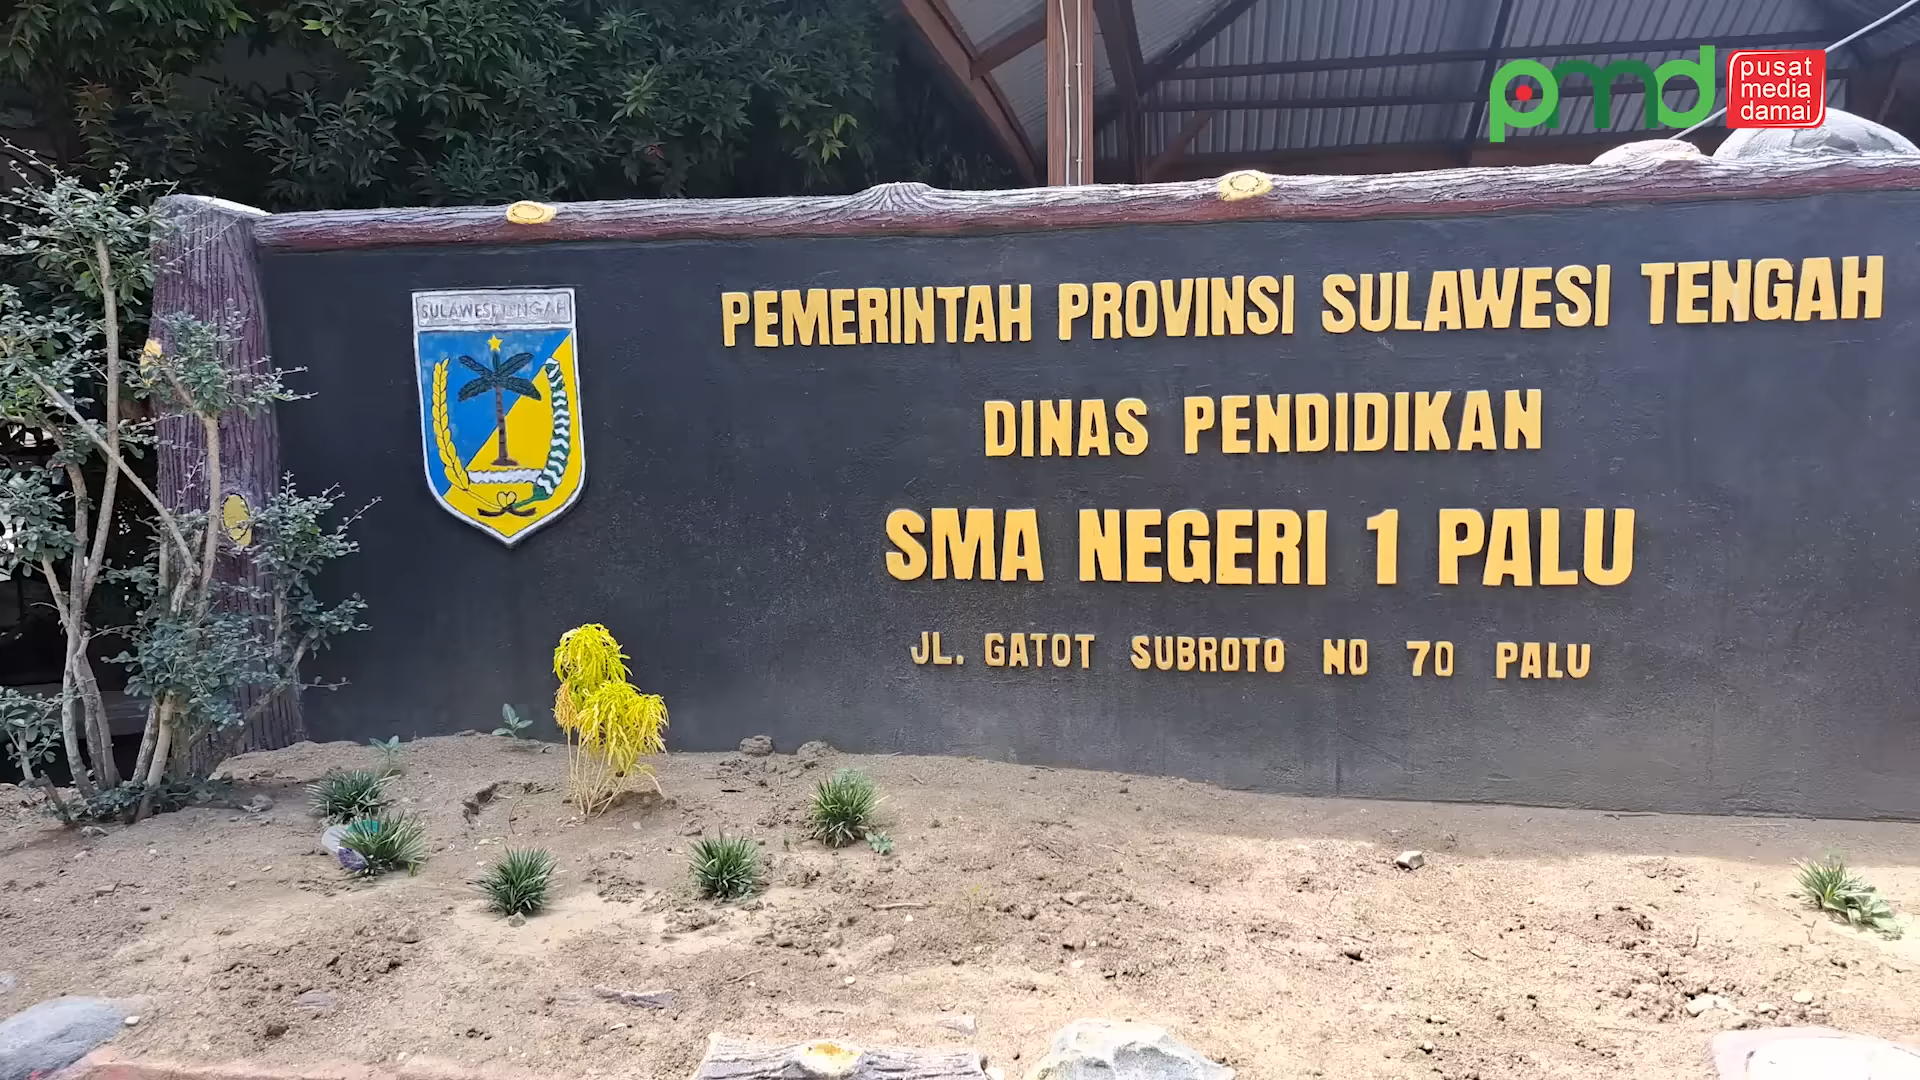 pmd
pusat
media
damai
SULAWESI TENGAH
PEMERINTAH PROVINSI SULAWESI TENGAH
DINAS PENDIDIKAN
SMA NEGERI 1 PALU
JL. GATOT SUBROTO NO 70 PALU